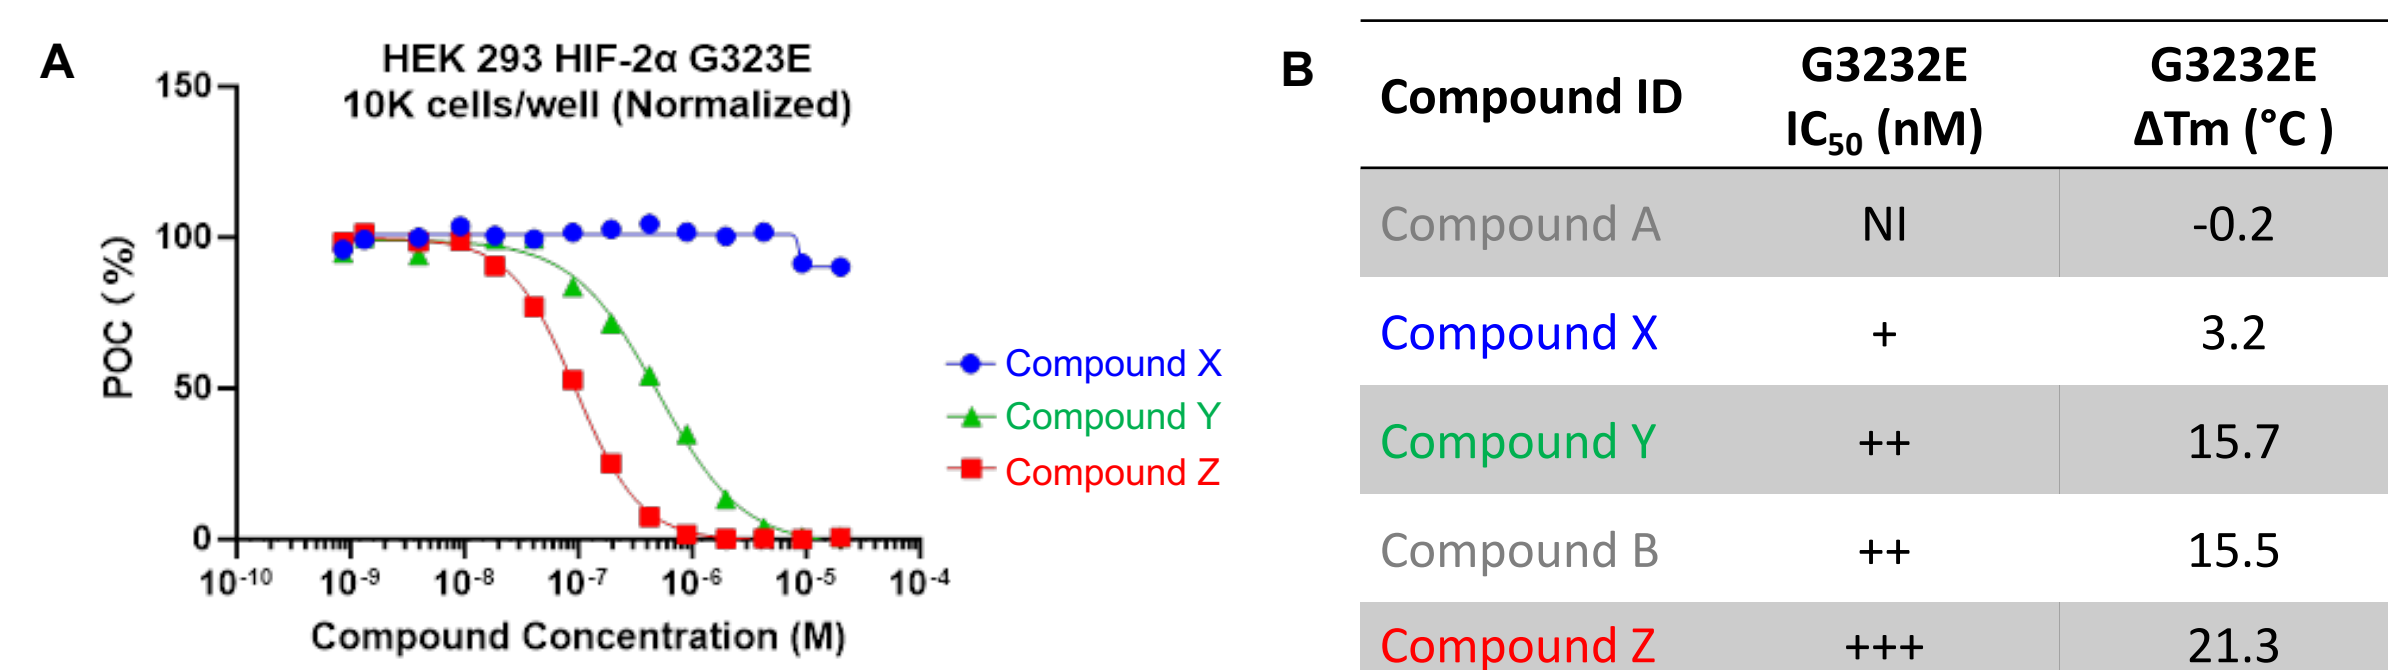 A
HEK 293 HIF-2α G323E
10K cells/well (Normalized)
150
100
50
0
POC (%)
10-10
10-9
10-8
10-7
10-6
10-5
10-4
Compound Concentration (M)
Compound X
Compound Y
Compound Z
B
Compound ID
G3232E
IC50 (nM)
G3232E
ΔTm (°C )
Compound A NI -0.2
Compound X + 3.2
Compound Y ++ 15.7
Compound B ++ 15.5
Compound Z +++ 21.3